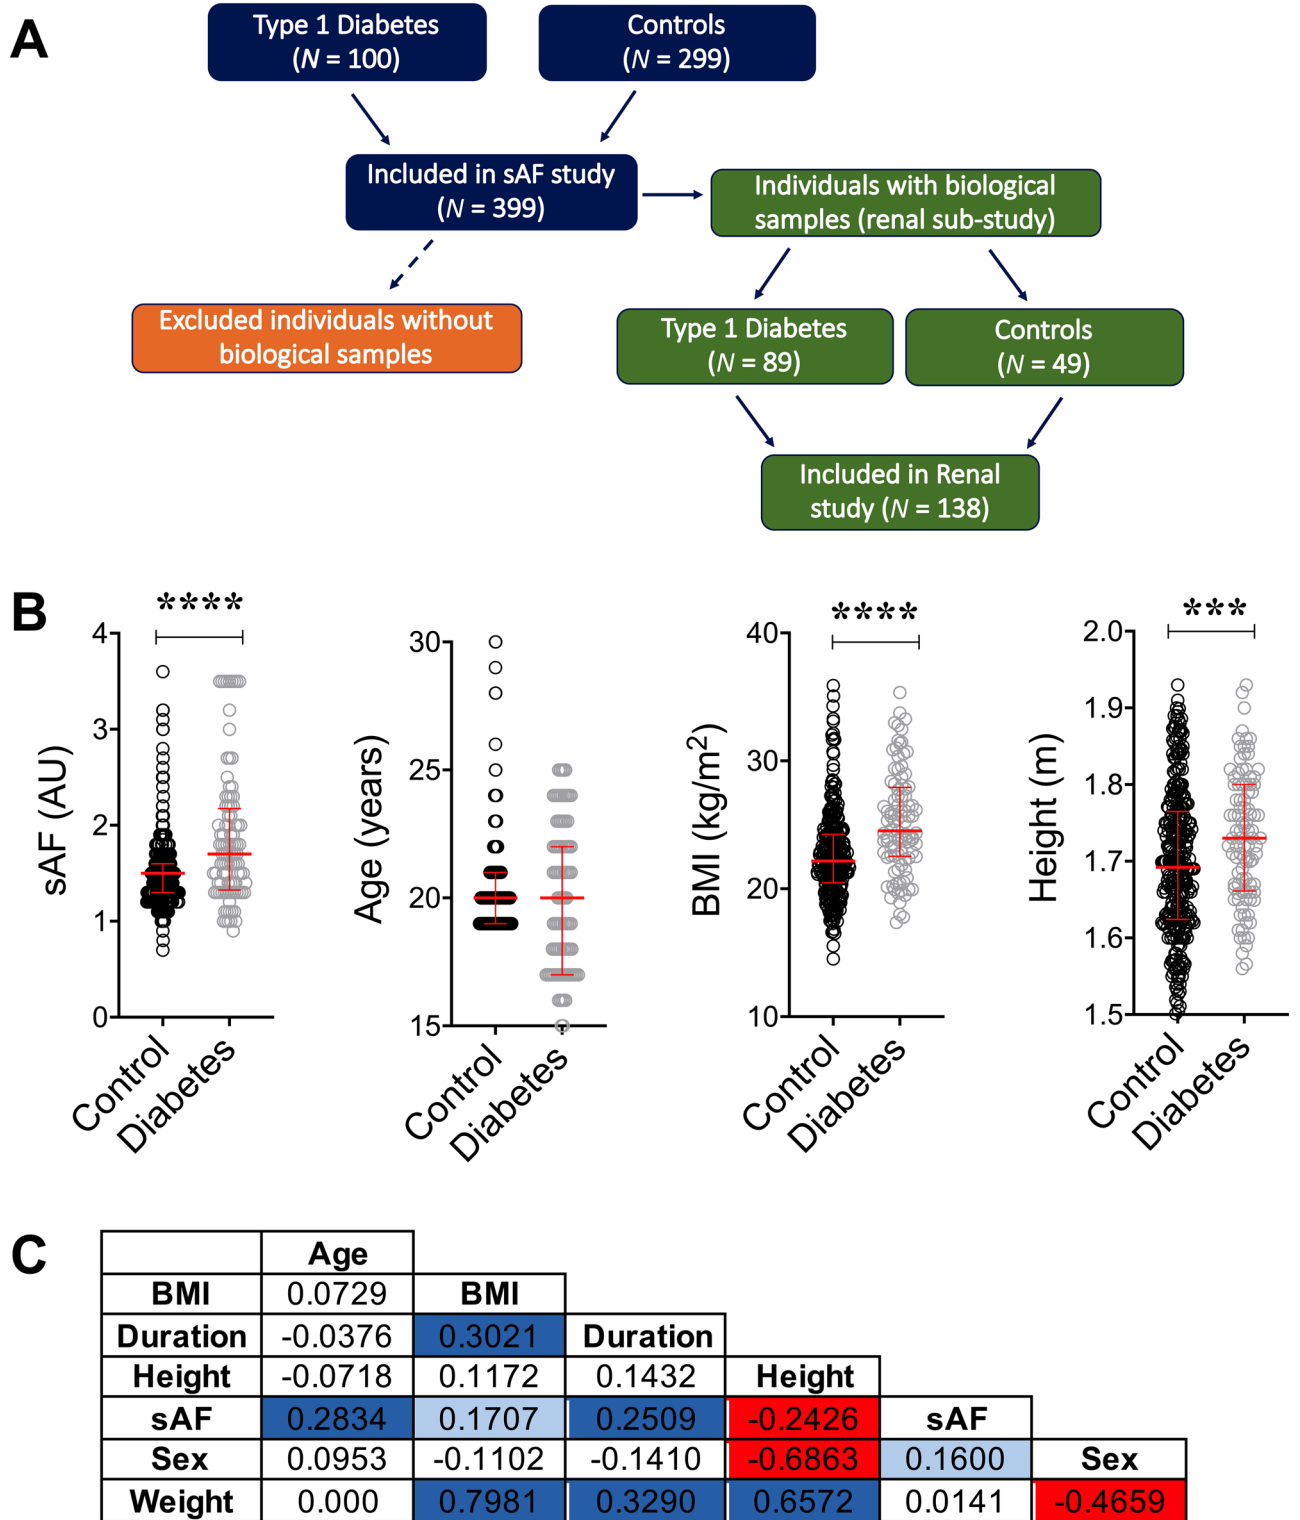 A
Type 1 Diabetes
(N = 100)
Controls
(N = 299)
Included in sAF study
(N = 399)
Individuals with biological
samples (renal sub-study)
Excluded individuals without
biological samples
Type 1 Diabetes
(N = 89)
Controls
(N = 49)
Included in Renal
study (N = 138)
B
****
4
3
2
1
0
sAF (AU)
Control
Diabetes
30
25
20
15
Age (years)
Control
Diabetes
****
40
30
20
10
BMI (kg/m²)
Control
Diabetes
***
2.0
1.9
1.8
1.7
1.6
1.5
Height (m)
Control
Diabetes
C
Age
BMI 0.0729 BMI
Duration -0.0376 0.3021 Duration
Height -0.0718 0.1172 0.1432 Height
sAF 0.2834 0.1707 0.2509 -0.2426 sAF
Sex 0.0953 -0.1102 -0.1410 -0.6863 0.1600 Sex
Weight 0.000 0.7981 0.3290 0.6572 0.0141 -0.4659